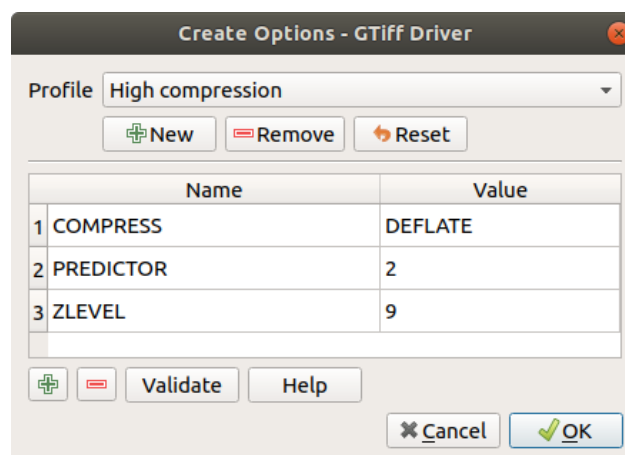 Create Options - GTiff Driver
Profile High compression
New Remove Reset
Name Value
1 COMPRESS DEFLATE
2 PREDICTOR 2
3 ZLEVEL 9
Validate Help
Cancel OK